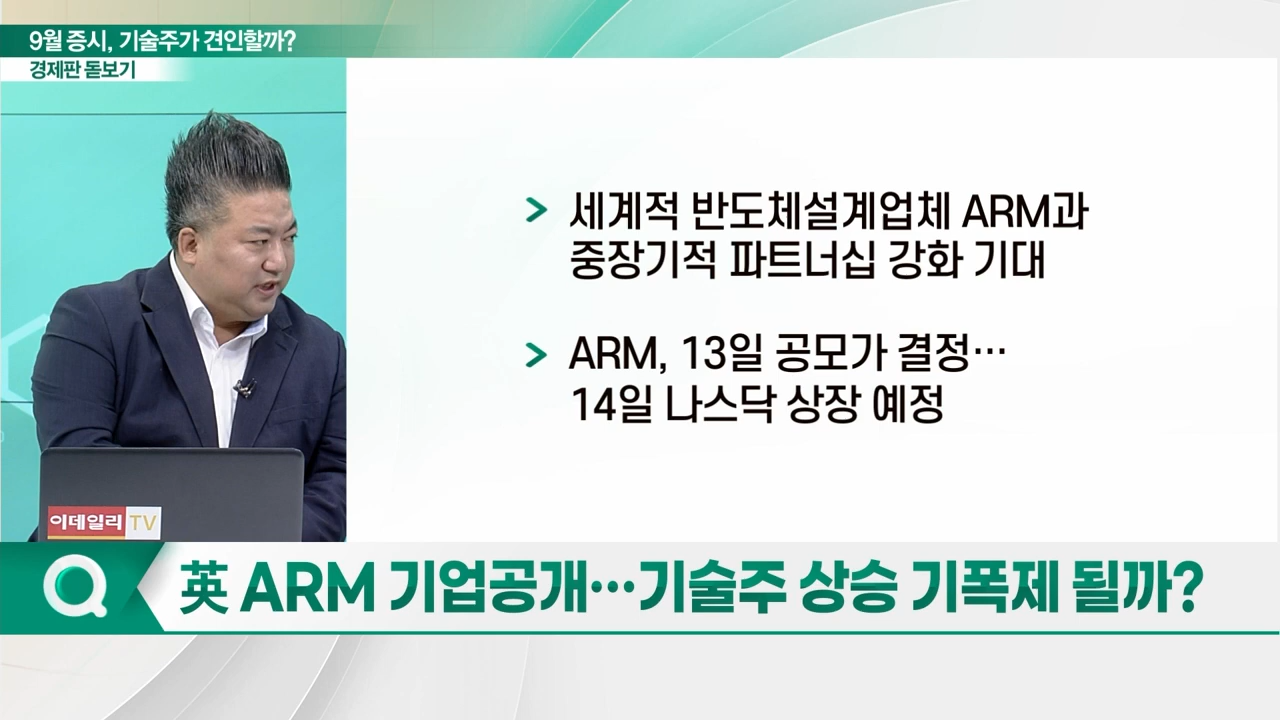 9월 증시, 기술주가 견인할까?
경제판 돋보기
세계적 반도체설계업체 ARM과
중장기적 파트너십 강화 기대
ARM, 13일 공모가 결정…
14일 나스닥 상장 예정
이데일리 TV
英 ARM 기업공개…기술주 상승 기폭제 될까?